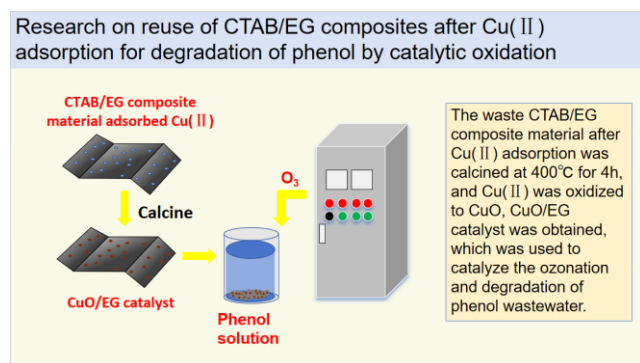 Research on reuse of CTAB/EG composites after Cu(Ⅱ)
adsorption for degradation of phenol by catalytic oxidation
CTAB/EG composite
material adsorbed Cu(Ⅱ)
Calcine
CuO/EG catalyst
O₃
Phenol
solution
The waste CTAB/EG
composite material after
Cu(Ⅱ) adsorption was
calcined at 400℃ for 4h,
and Cu(Ⅱ) was oxidized
to CuO, CuO/EG
catalyst was obtained,
which was used to
catalyze the ozonation
and degradation of
phenol wastewater.